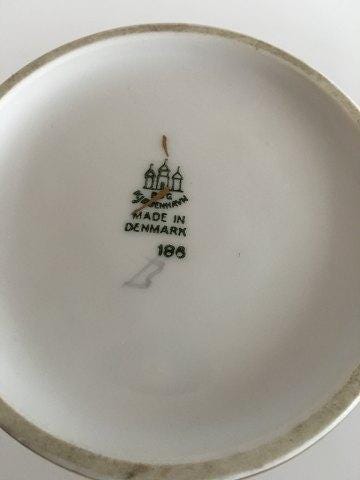 B & G
KJØBENHAVN
MADE IN
DENMARK
186